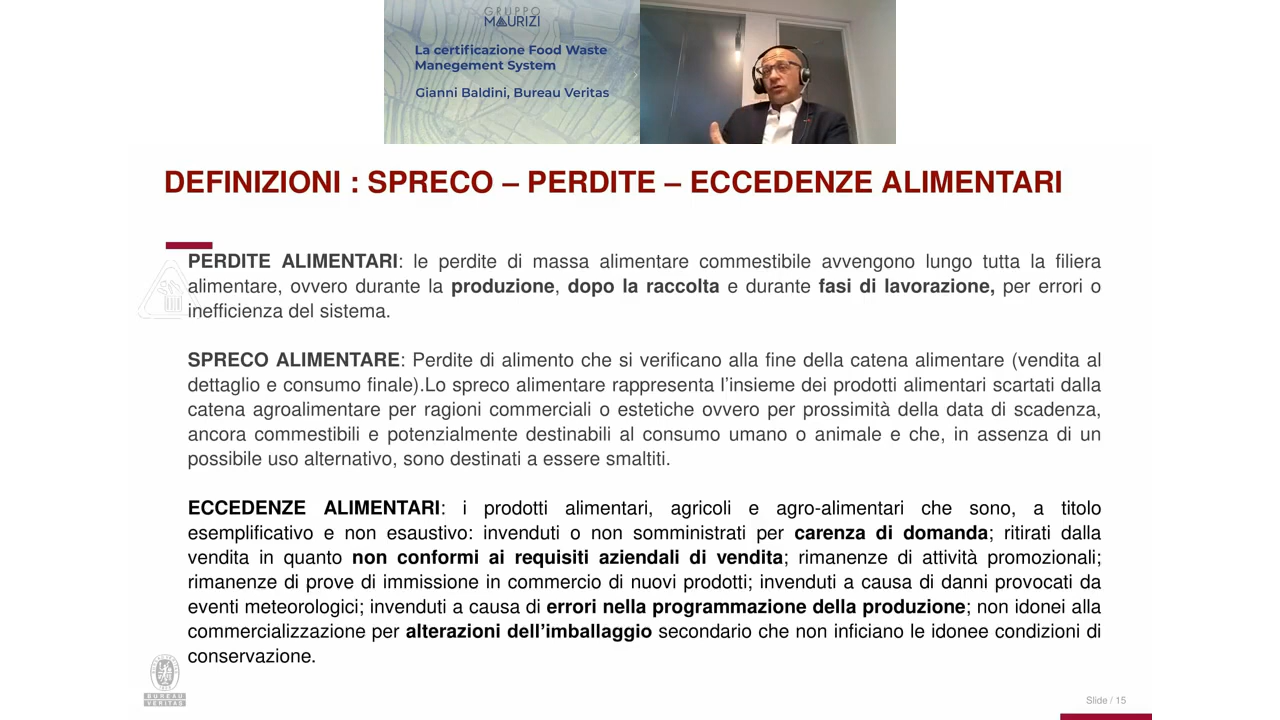 GRUPPO
MAURIZI
La certificazione Food Waste
Manegement System
Gianni Baldini, Bureau Veritas
DEFINIZIONI : SPRECO – PERDITE – ECCEDENZE ALIMENTARI
PERDITE ALIMENTARI: le perdite di massa alimentare commestibile avvengono lungo tutta la filiera
alimentare, ovvero durante la produzione, dopo la raccolta e durante fasi di lavorazione, per errori o
inefficienza del sistema.
SPRECO ALIMENTARE: Perdite di alimento che si verificano alla fine della catena alimentare (vendita al
dettaglio e consumo finale).Lo spreco alimentare rappresenta l’insieme dei prodotti alimentari scartati dalla
catena agroalimentare per ragioni commerciali o estetiche ovvero per prossimità della data di scadenza,
ancora commestibili e potenzialmente destinabili al consumo umano o animale e che, in assenza di un
possibile uso alternativo, sono destinati a essere smaltiti.
ECCEDENZE ALIMENTARI: i prodotti alimentari, agricoli e agro-alimentari che sono, a titolo
esemplificativo e non esaustivo: invenduti o non somministrati per carenza di domanda; ritirati dalla
vendita in quanto non conformi ai requisiti aziendali di vendita; rimanenze di attività promozionali;
rimanenze di prove di immissione in commercio di nuovi prodotti; invenduti a causa di danni provocati da
eventi meteorologici; invenduti a causa di errori nella programmazione della produzione; non idonei alla
commercializzazione per alterazioni dell’imballaggio secondario che non inficiano le idonee condizioni di
conservazione.
BUREAU
VERITAS
Slide / 15